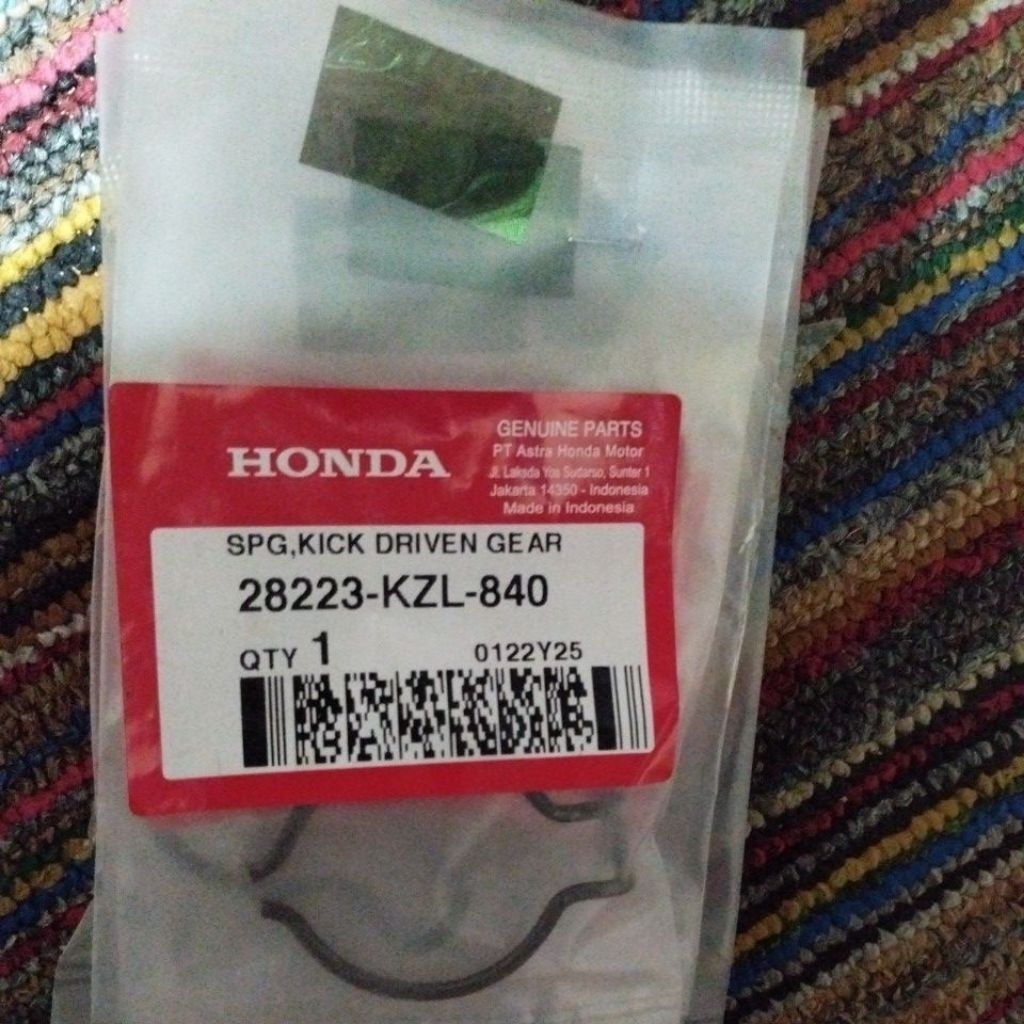 HONDA
GENUINE PARTS
PT Astra Honda Motor
Jl. Laksda Yos Sudarso, Sunter 1
Jakarta 14350 - Indonesia
Made in Indonesia
SPG,KICK DRIVEN GEAR
28223-KZL-840
QTY 1
0122Y25